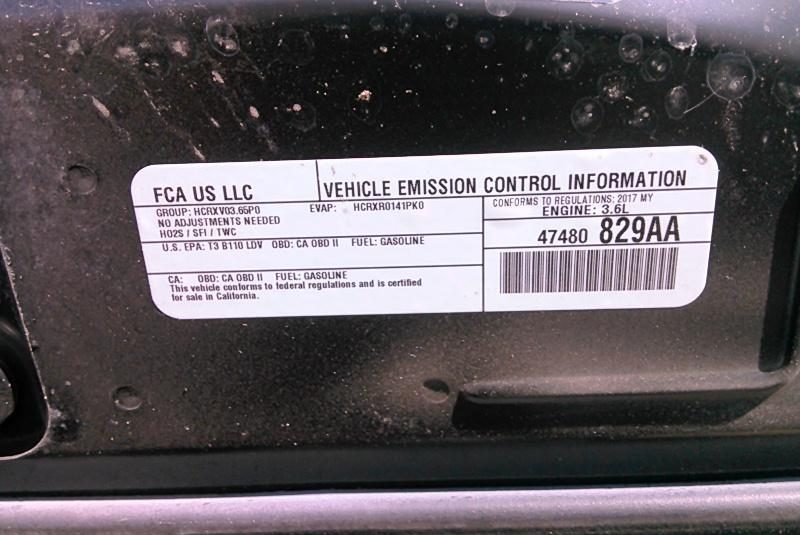 FCA US LLC
VEHICLE EMISSION CONTROL INFORMATION
GROUP: HCRXV03.65P0 EVAP: HCRXR0141PK0
NO ADJUSTMENTS NEEDED
HO2S / SFI / TWC
U.S. EPA: T3 B110 LDV OBD: CA OBD II FUEL: GASOLINE
CA: OBD: CA OBD II FUEL: GASOLINE
This vehicle conforms to federal regulations and is certified
for sale in California.
CONFORMS TO REGULATIONS: 2017 MY
ENGINE: 3.6L
47480 829AA